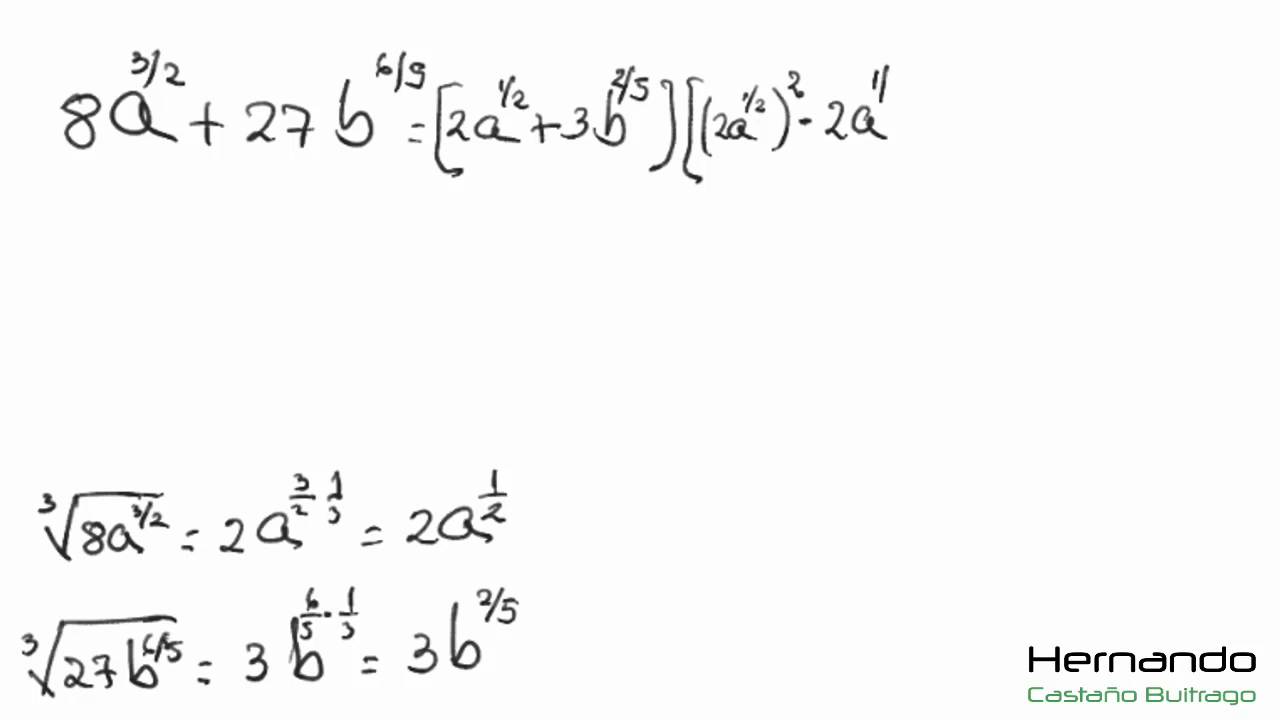 8a^{3/2} + 27b^{6/5} = [2a^{1/2} + 3b^{2/5}][(2a^{1/2})^2 - 2a^{1/
∛(8a^{3/2}) = 2a^{3/2 · 1/3} = 2a^{1/2}
∛(27b^{6/5}) = 3b^{6/5 · 1/3} = 3b^{2/5}
Hernando
Castaño Buitrago